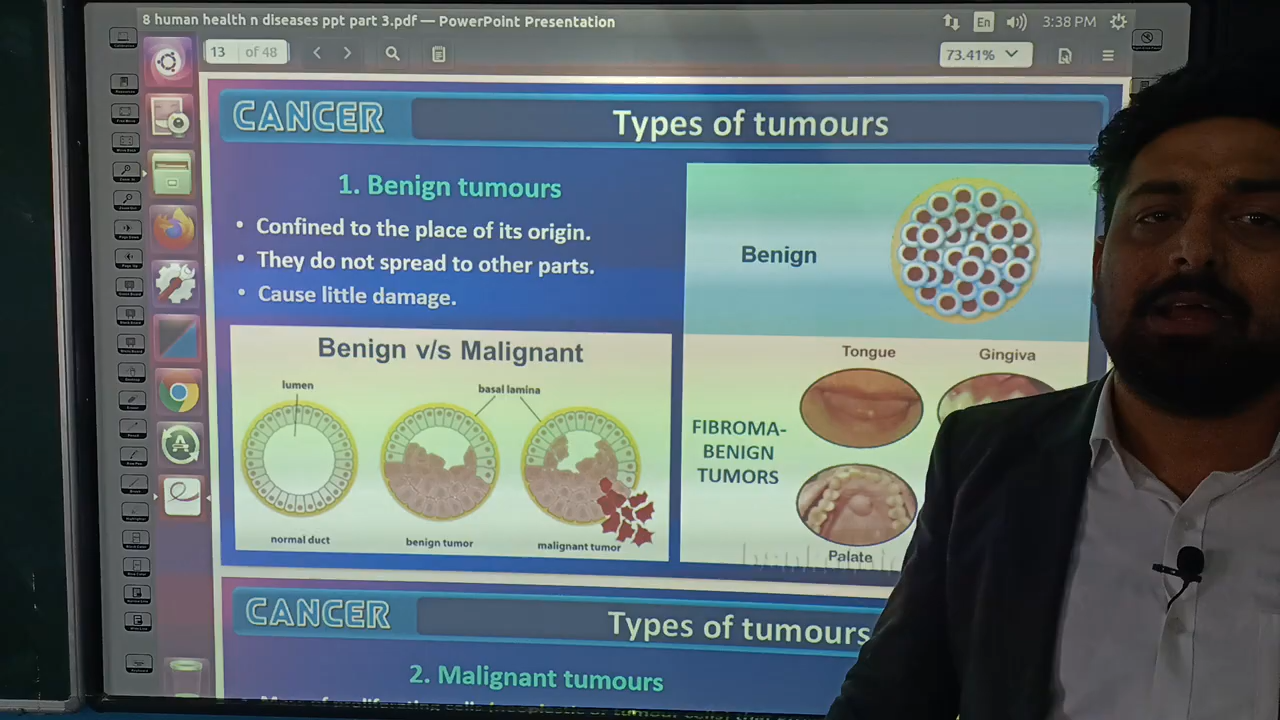 8 human health n diseases ppt part 3.pdf — PowerPoint Presentation
En
3:38 PM
13 of 48
73.41%
CANCER
Types of tumours
1. Benign tumours
• Confined to the place of its origin.
• They do not spread to other parts.
• Cause little damage.
Benign
Benign v/s Malignant
lumen
basal lamina
normal duct
benign tumor
malignant tumor
Tongue
Gingiva
FIBROMA-
BENIGN
TUMORS
Palate
CANCER
Types of tumours
2. Malignant tumours